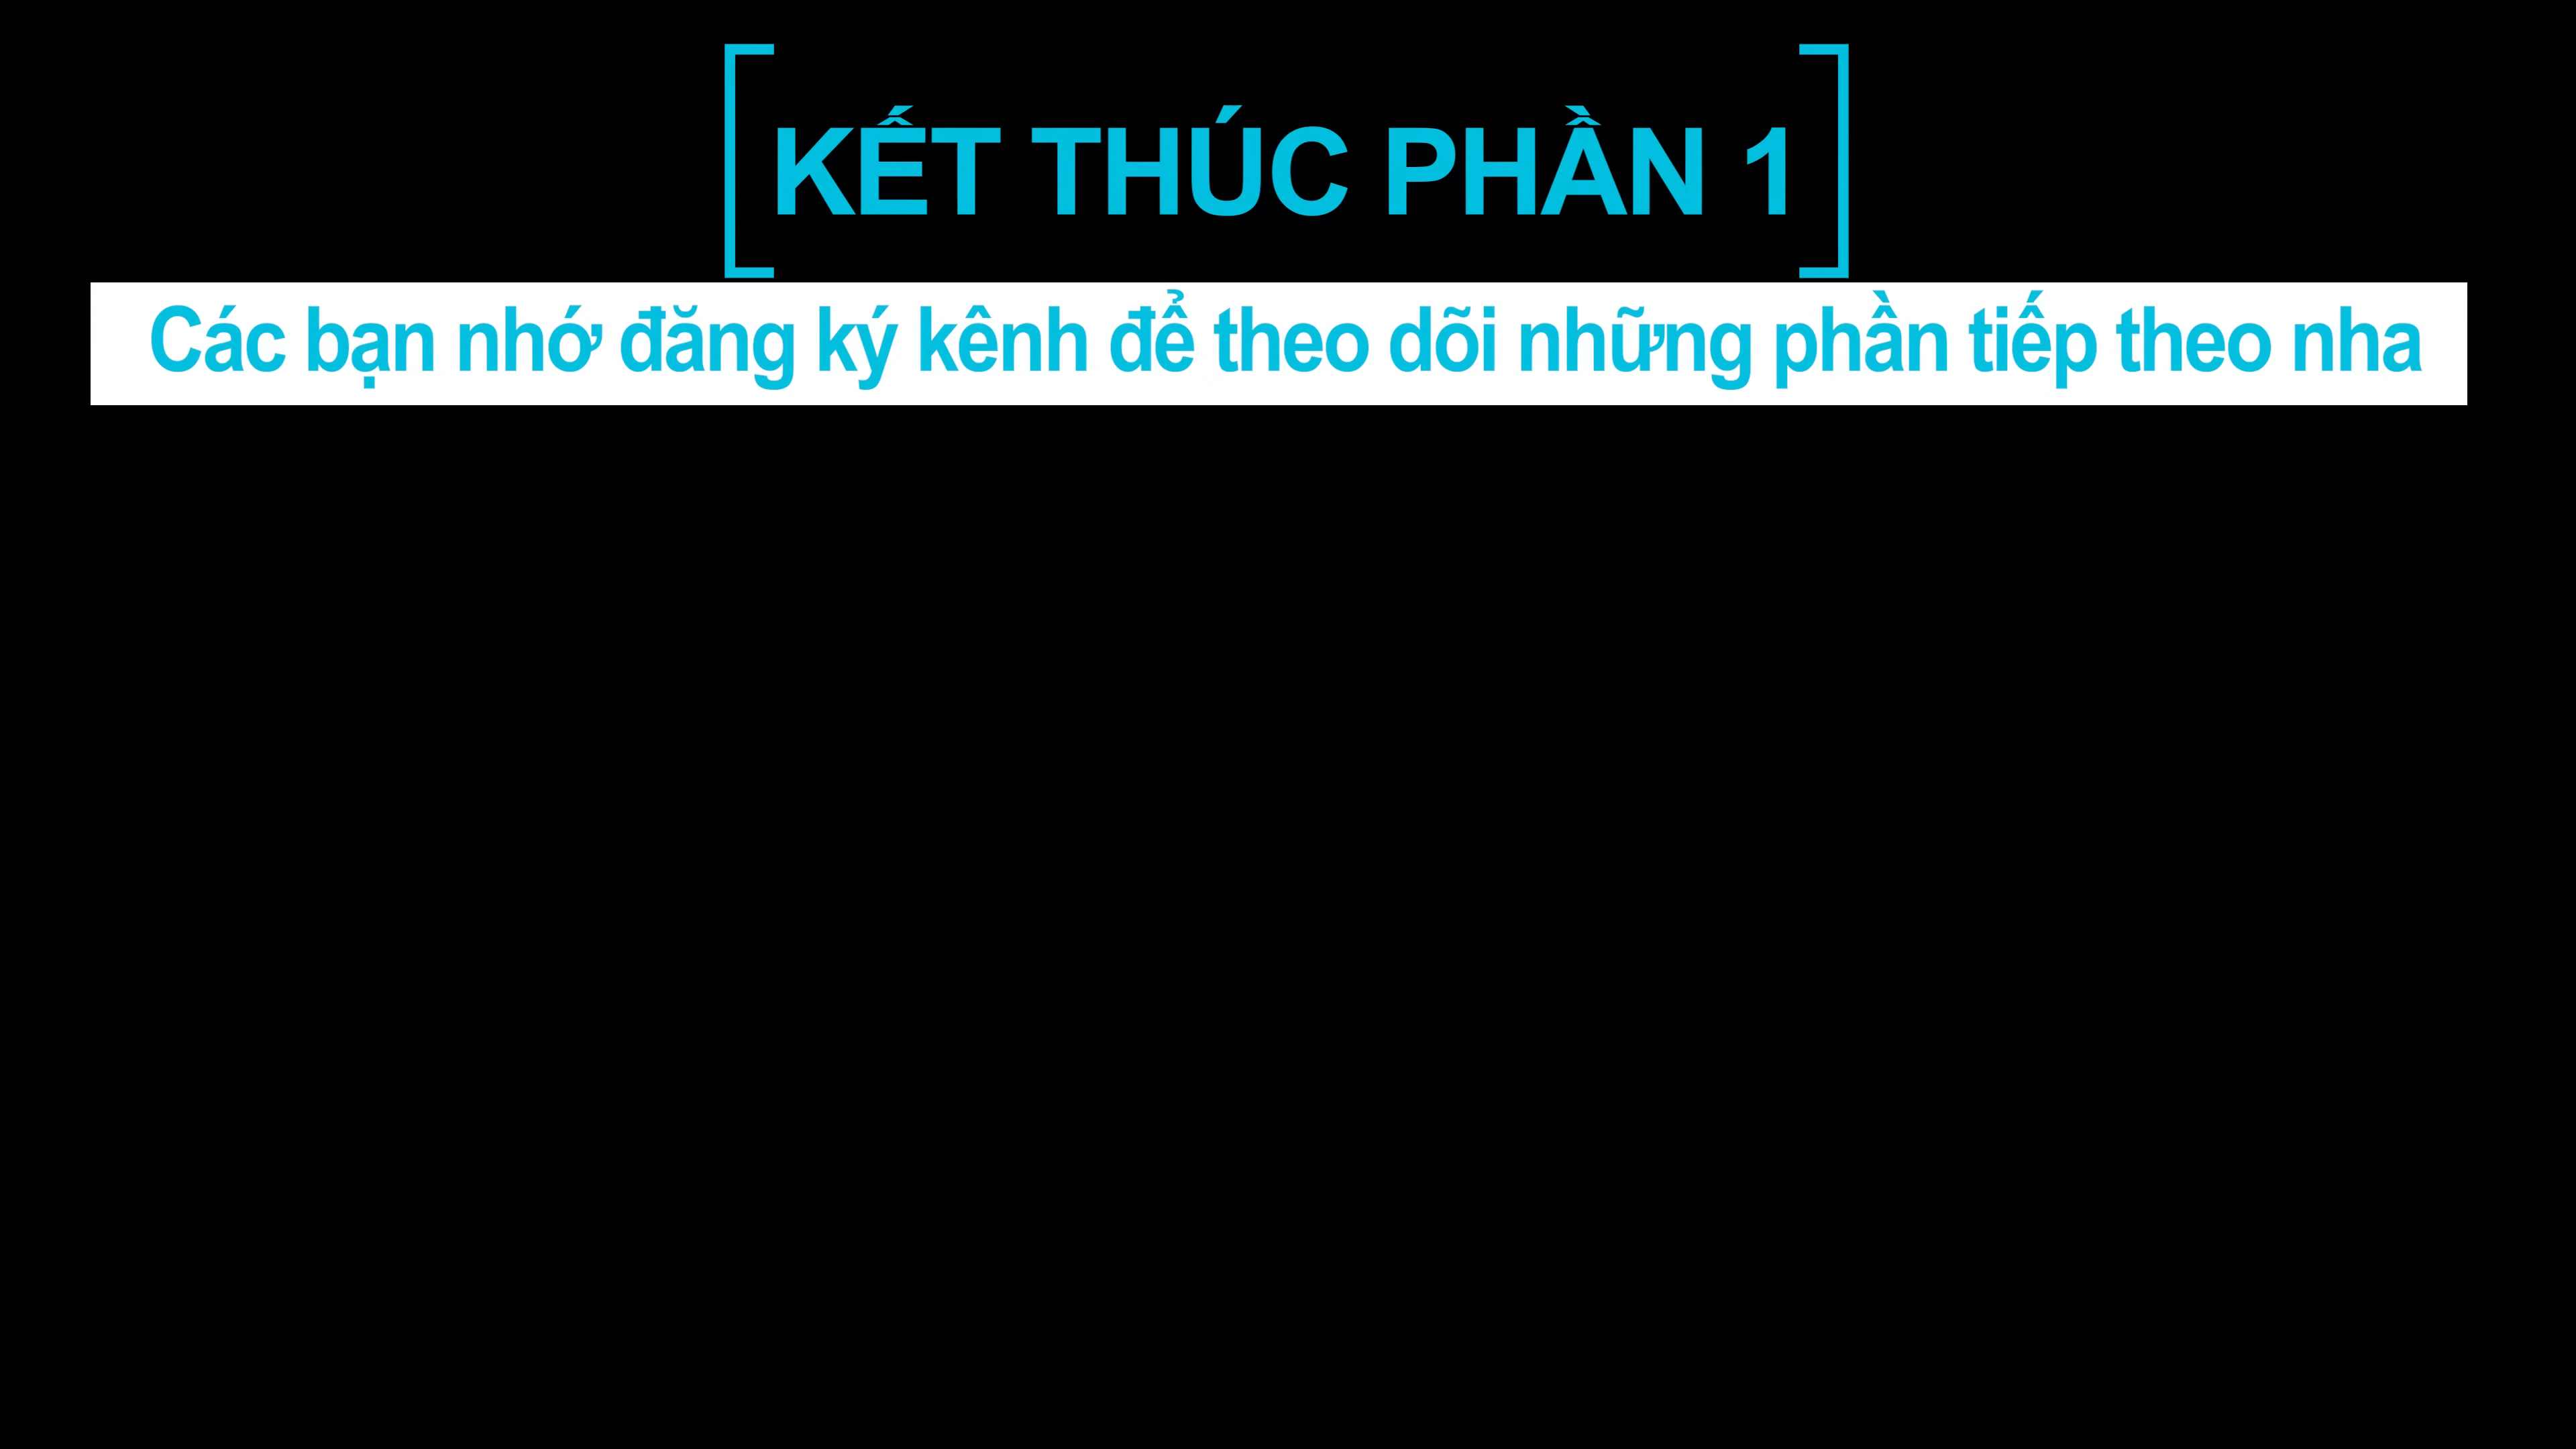 KẾT THÚC PHẦN 1
Các bạn nhớ đăng ký kênh để theo dõi những phần tiếp theo nha